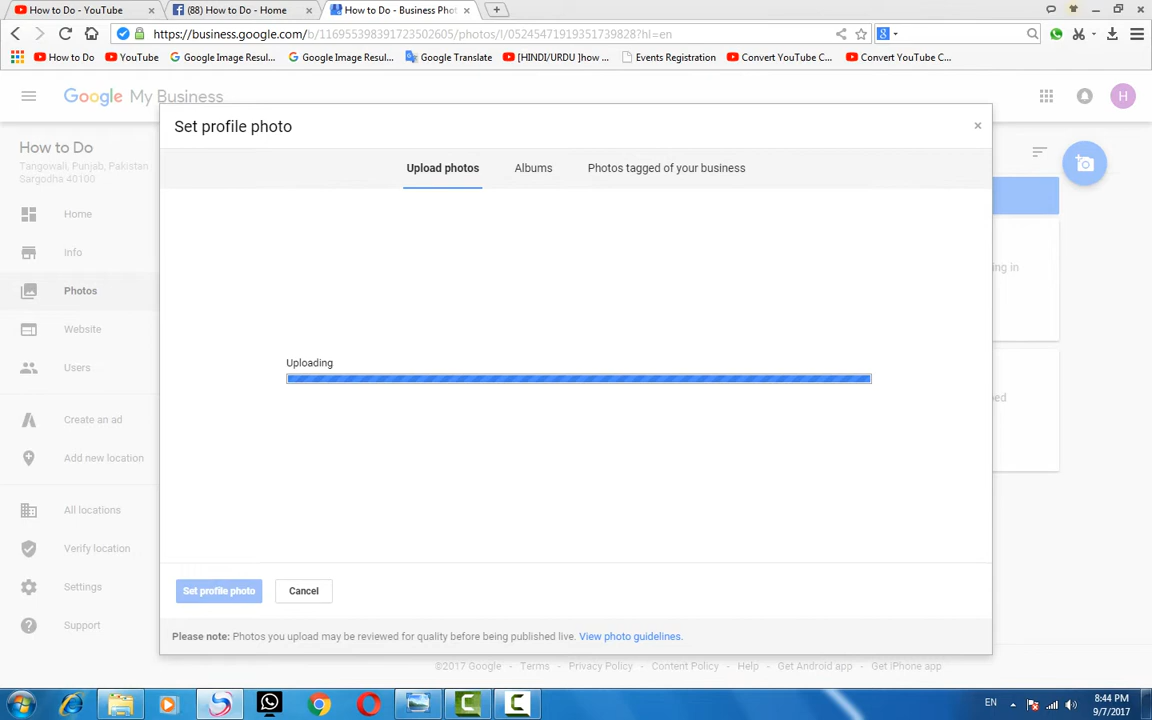 How to Do - YouTube
(88) How to Do - Home
How to Do - Business Phot
https://business.google.com/b/116955398391723502605/photos/l/05245471919351739828?hl=en
How to Do
YouTube
Google Image Resul...
Google Image Resul...
Google Translate
[HINDI/URDU ]how ...
Events Registration
Convert YouTube C...
Convert YouTube C...
Google My Business
H
How to Do
Tangowali, Punjab, Pakistan
Sargodha 40100
Home
Info
Photos
Website
Users
Create an ad
Add new location
All locations
Verify location
Settings
Support
Set profile photo
Upload photos
Albums
Photos tagged of your business
Uploading
ing in
ed
Set profile photo
Cancel
Please note: Photos you upload may be reviewed for quality before being published live. View photo guidelines.
©2017 Google - Terms - Privacy Policy - Content Policy - Help - Get Android app - Get iPhone app
EN
8:44 PM
9/7/2017